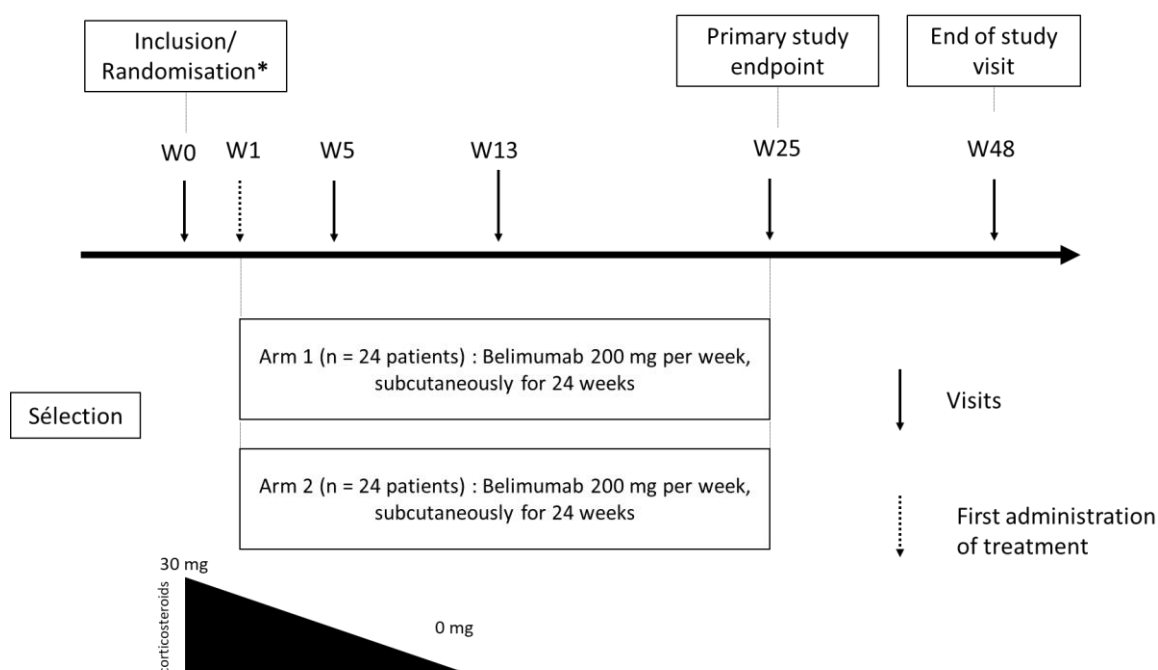 Inclusion/
Randomisation*
Primary study
endpoint
End of study
visit
W0
W1
W5
W13
W25
W48
Arm 1 (n = 24 patients) : Belimumab 200 mg per week,
subcutaneously for 24 weeks
Sélection
Visits
Arm 2 (n = 24 patients) : Belimumab 200 mg per week,
subcutaneously for 24 weeks
First administration
of treatment
30 mg
corticosteroids
0 mg